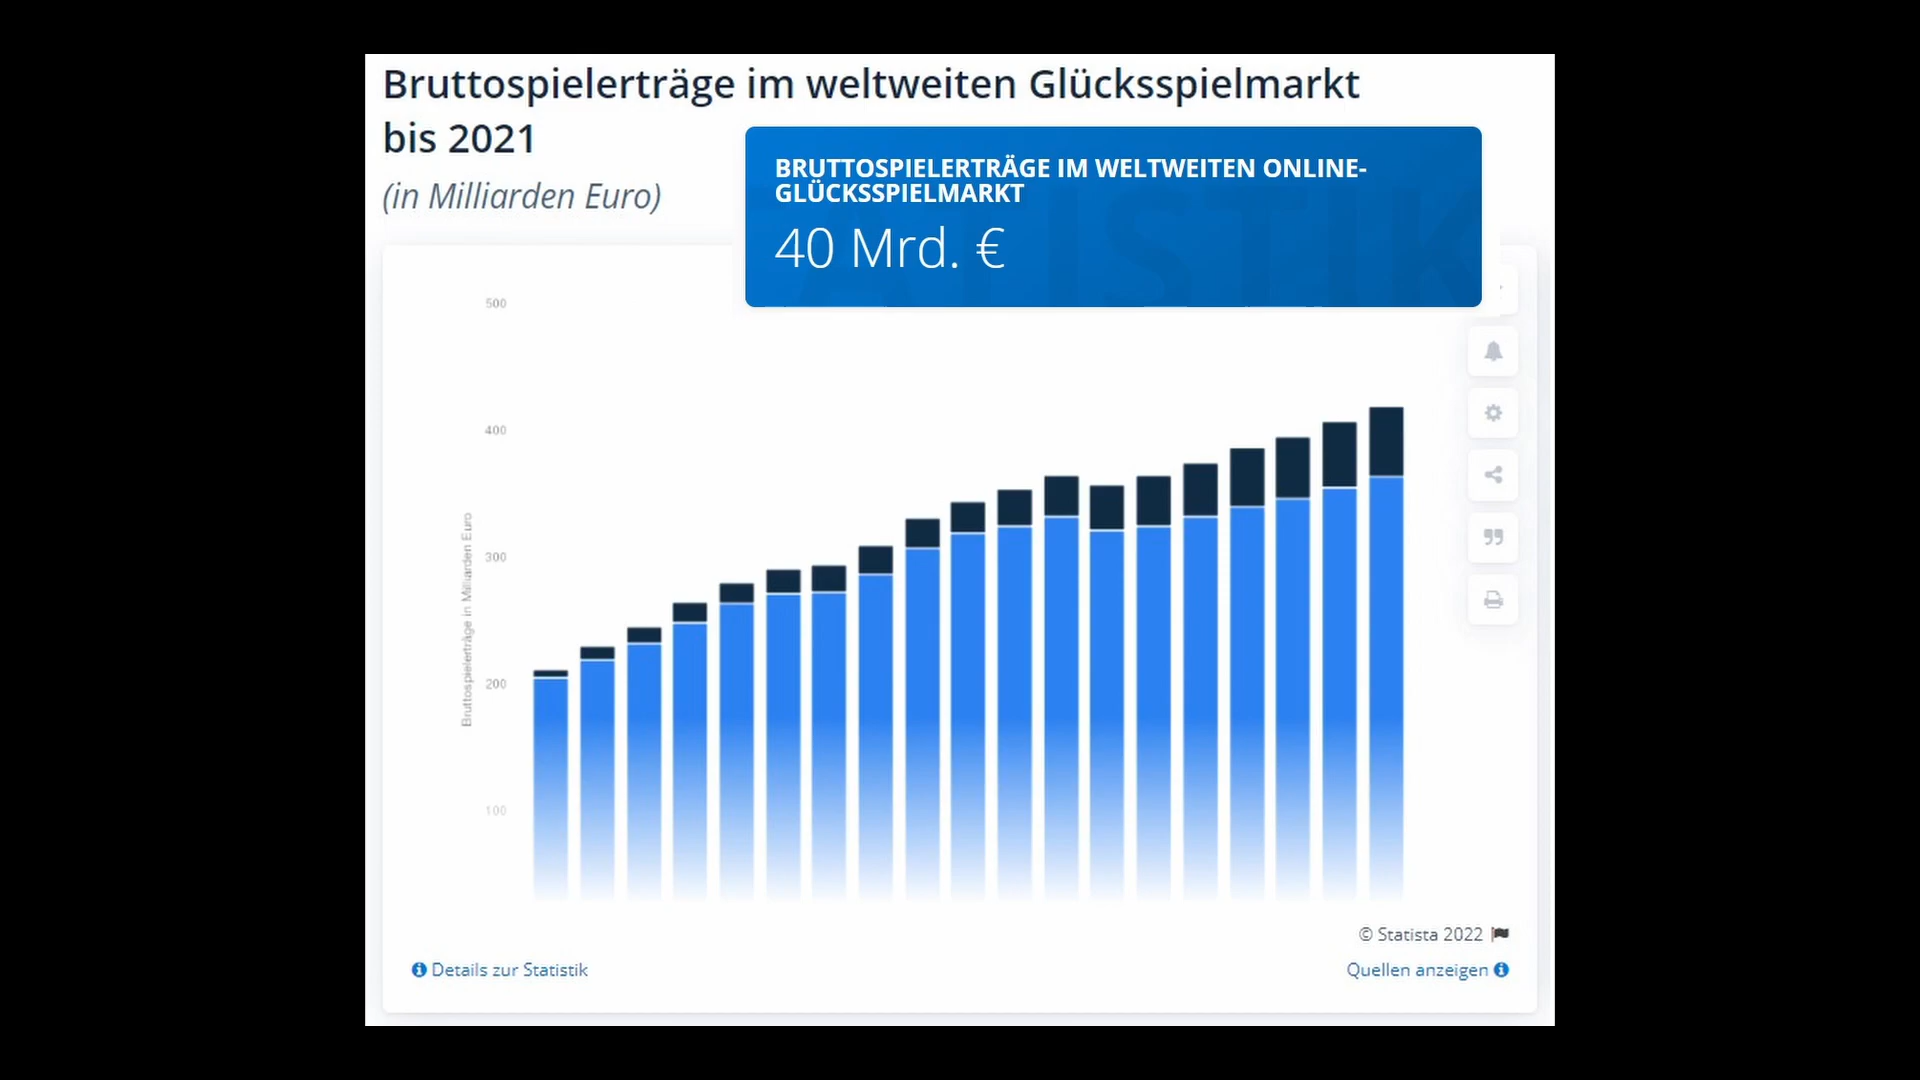 Bruttospielerträge im weltweiten Glücksspielmarkt
bis 2021
(in Milliarden Euro)
BRUTTOSPIELERTRÄGE IM WELTWEITEN ONLINE-
GLÜCKSSPIELMARKT
40 Mrd. €
500
400
300
200
100
Bruttospielerträge in Milliarden Euro
© Statista 2022
Details zur Statistik
Quellen anzeigen